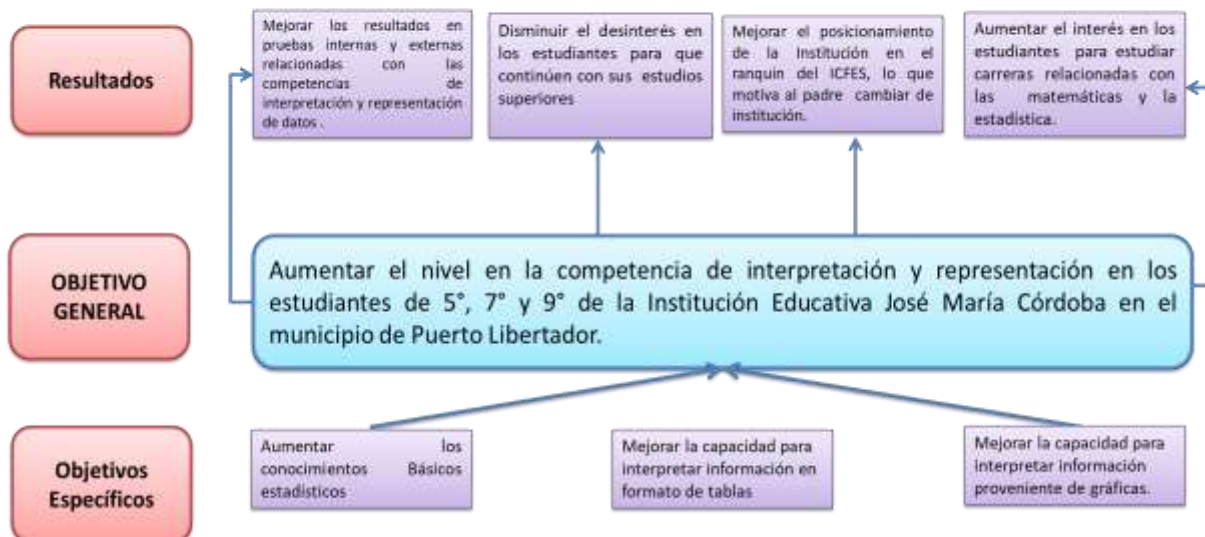 Resultados
Mejorar los resultados en
pruebas internas y externas
relacionadas con las
competencias de
interpretación y representación
de datos .
Disminuir el desinterés en
los estudiantes para que
continúen con sus estudios
superiores
Mejorar el posicionamiento
de la Institución en el
ranquin del ICFES, lo que
motiva al padre cambiar de
institución.
Aumentar el interés en los
estudiantes para estudiar
carreras relacionadas con
las matemáticas y la
estadística.
OBJETIVO
GENERAL
Aumentar el nivel en la competencia de interpretación y representación en los
estudiantes de 5°, 7° y 9° de la Institución Educativa José María Córdoba en el
municipio de Puerto Libertador.
Objetivos
Específicos
Aumentar los
conocimientos Básicos
estadísticos
Mejorar la capacidad para
interpretar información en
formato de tablas
Mejorar la capacidad para
interpretar información
proveniente de gráficas.